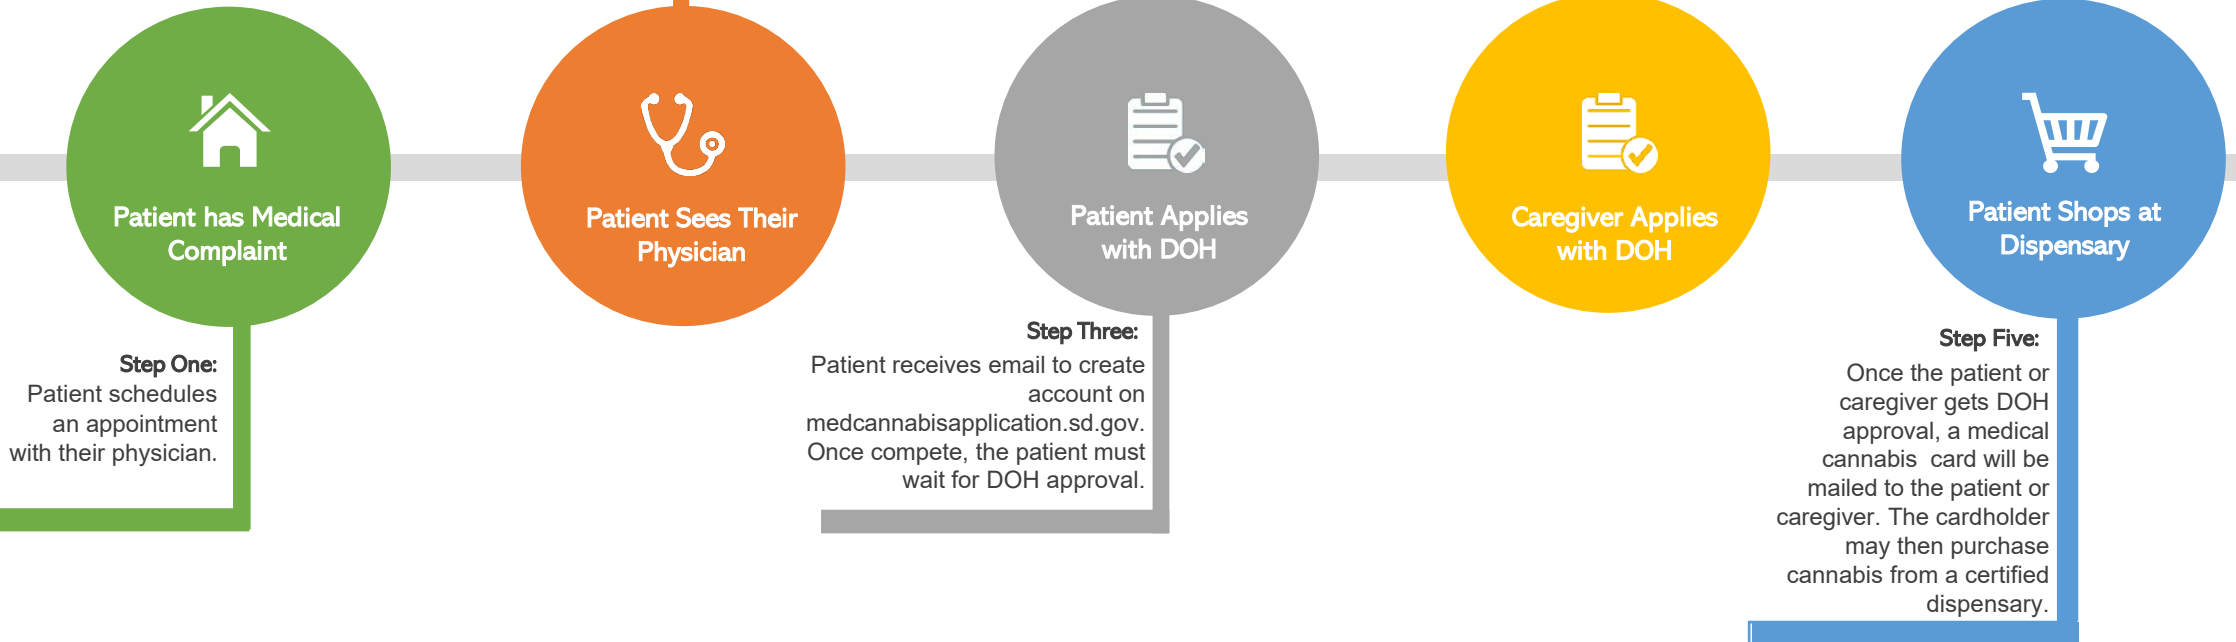 Patient has Medical
Complaint
Patient Sees Their
Physician
Patient Applies
with DOH
Caregiver Applies
with DOH
Patient Shops at
Dispensary
Step One:
Patient schedules
an appointment
with their physician.
Step Three:
Patient receives email to create
account on
medcannabisapplication.sd.gov.
Once compete, the patient must
wait for DOH approval.
Step Five:
Once the patient or
caregiver gets DOH
approval, a medical
cannabis  card will be
mailed to the patient or
caregiver. The cardholder
may then purchase
cannabis from a certified
dispensary.